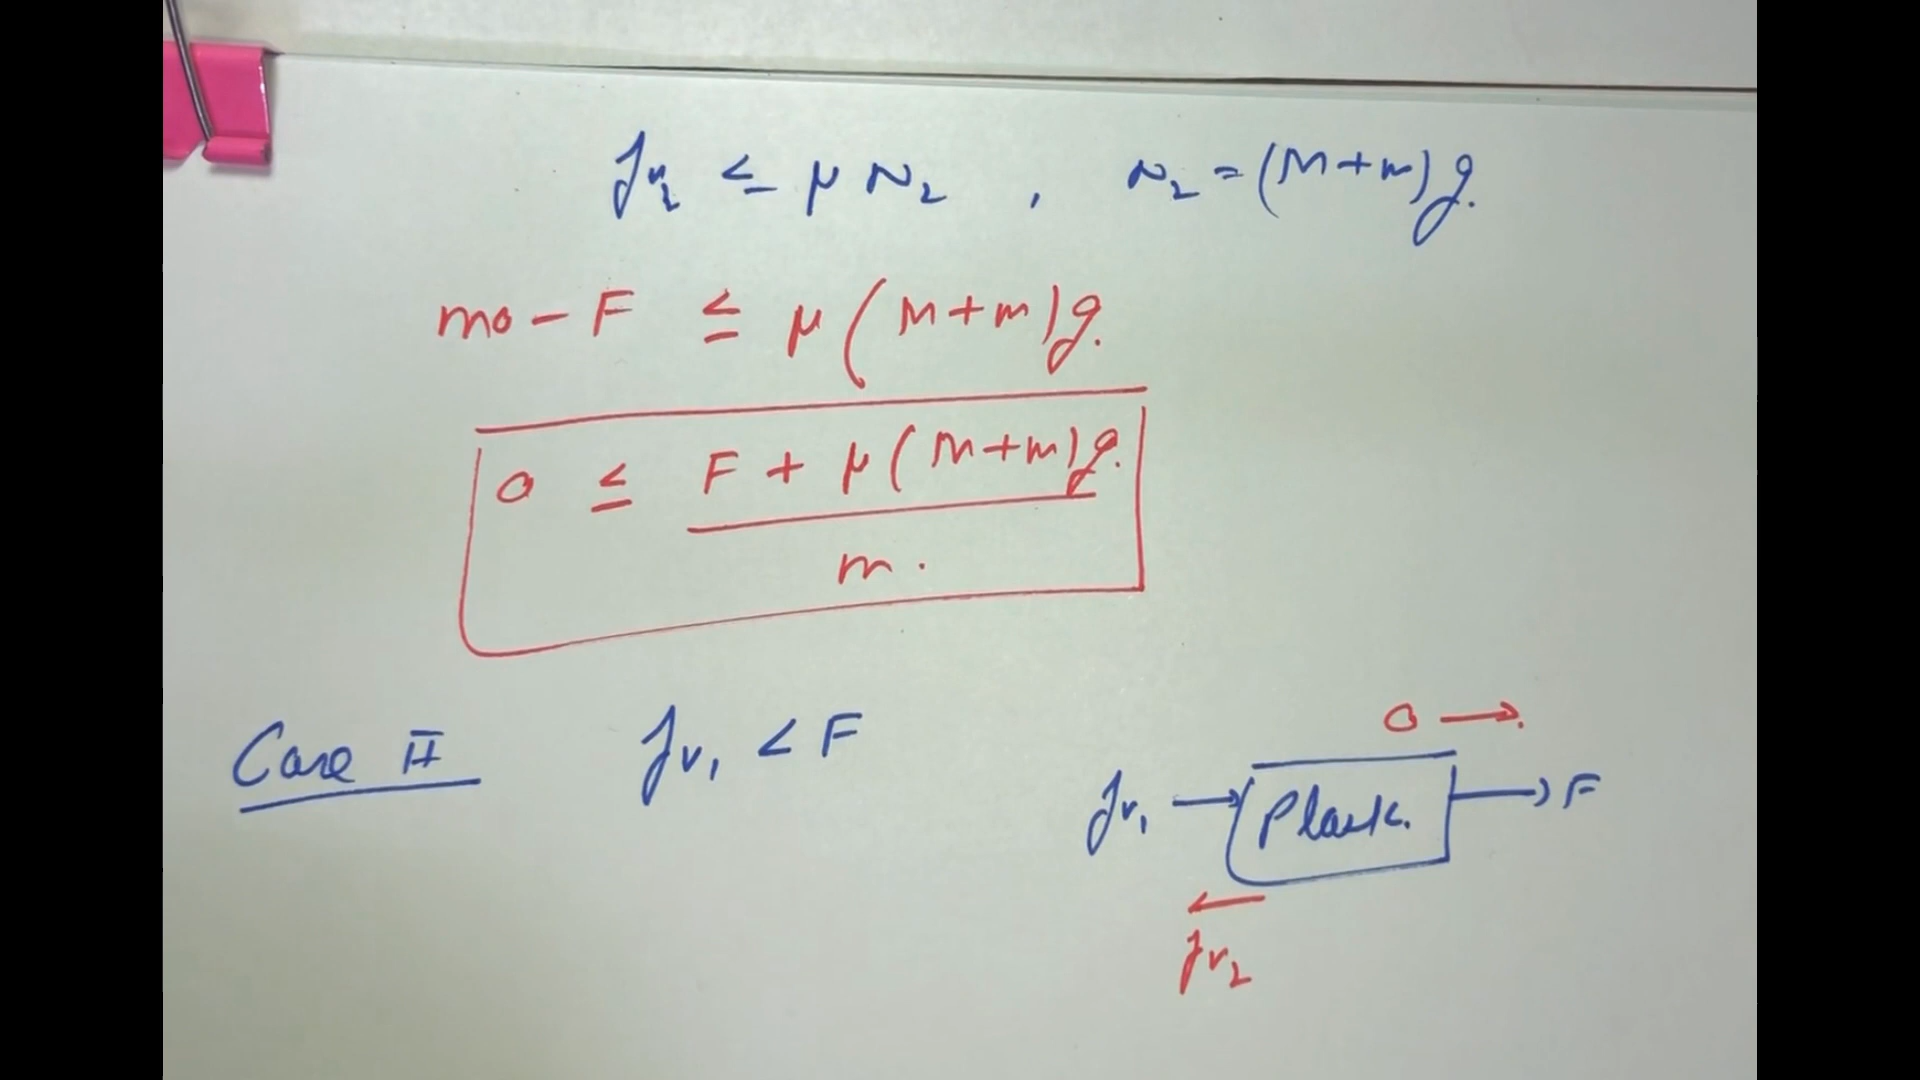 fr₂ ≤ μ N₂ , N₂ = (M+m)g.
ma - F ≤ μ(M+m)g.
a ≤ F + μ(M+m)g.
m.
Case II fr₁ < F
a →
fr₁ → Plank. → F
←
fr₂